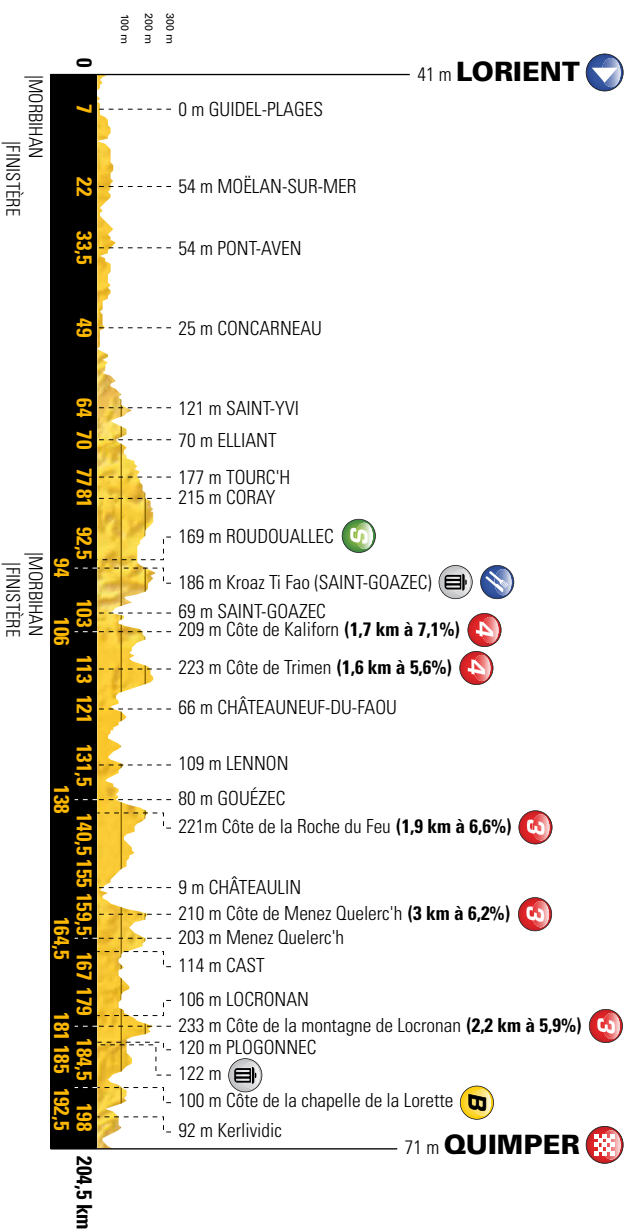 300 m
200 m
100 m
0
41 m LORIENT
7
0 m GUIDEL-PLAGES
|MORBIHAN
|FINISTÈRE
22
54 m MOËLAN-SUR-MER
33,5
54 m PONT-AVEN
49
25 m CONCARNEAU
64
121 m SAINT-YVI
70
70 m ELLIANT
77
177 m TOURC'H
81
215 m CORAY
92,5
169 m ROUDOUALLEC S
94
186 m Kroaz Ti Fao (SAINT-GOAZEC)
|MORBIHAN
|FINISTÈRE
103
69 m SAINT-GOAZEC
106
209 m Côte de Kaliforn (1,7 km à 7,1%) 4
113
223 m Côte de Trimen (1,6 km à 5,6%) 4
121
66 m CHÂTEAUNEUF-DU-FAOU
131,5
109 m LENNON
138
80 m GOUÉZEC
140,5
221m Côte de la Roche du Feu (1,9 km à 6,6%) 3
155
9 m CHÂTEAULIN
159,5
210 m Côte de Menez Quelerc'h (3 km à 6,2%) 3
164,5
203 m Menez Quelerc'h
167
114 m CAST
179
106 m LOCRONAN
181
233 m Côte de la montagne de Locronan (2,2 km à 5,9%) 3
184,5
120 m PLOGONNEC
185
122 m
192,5
100 m Côte de la chapelle de la Lorette B
198
92 m Kerlividic
204,5 km
71 m QUIMPER